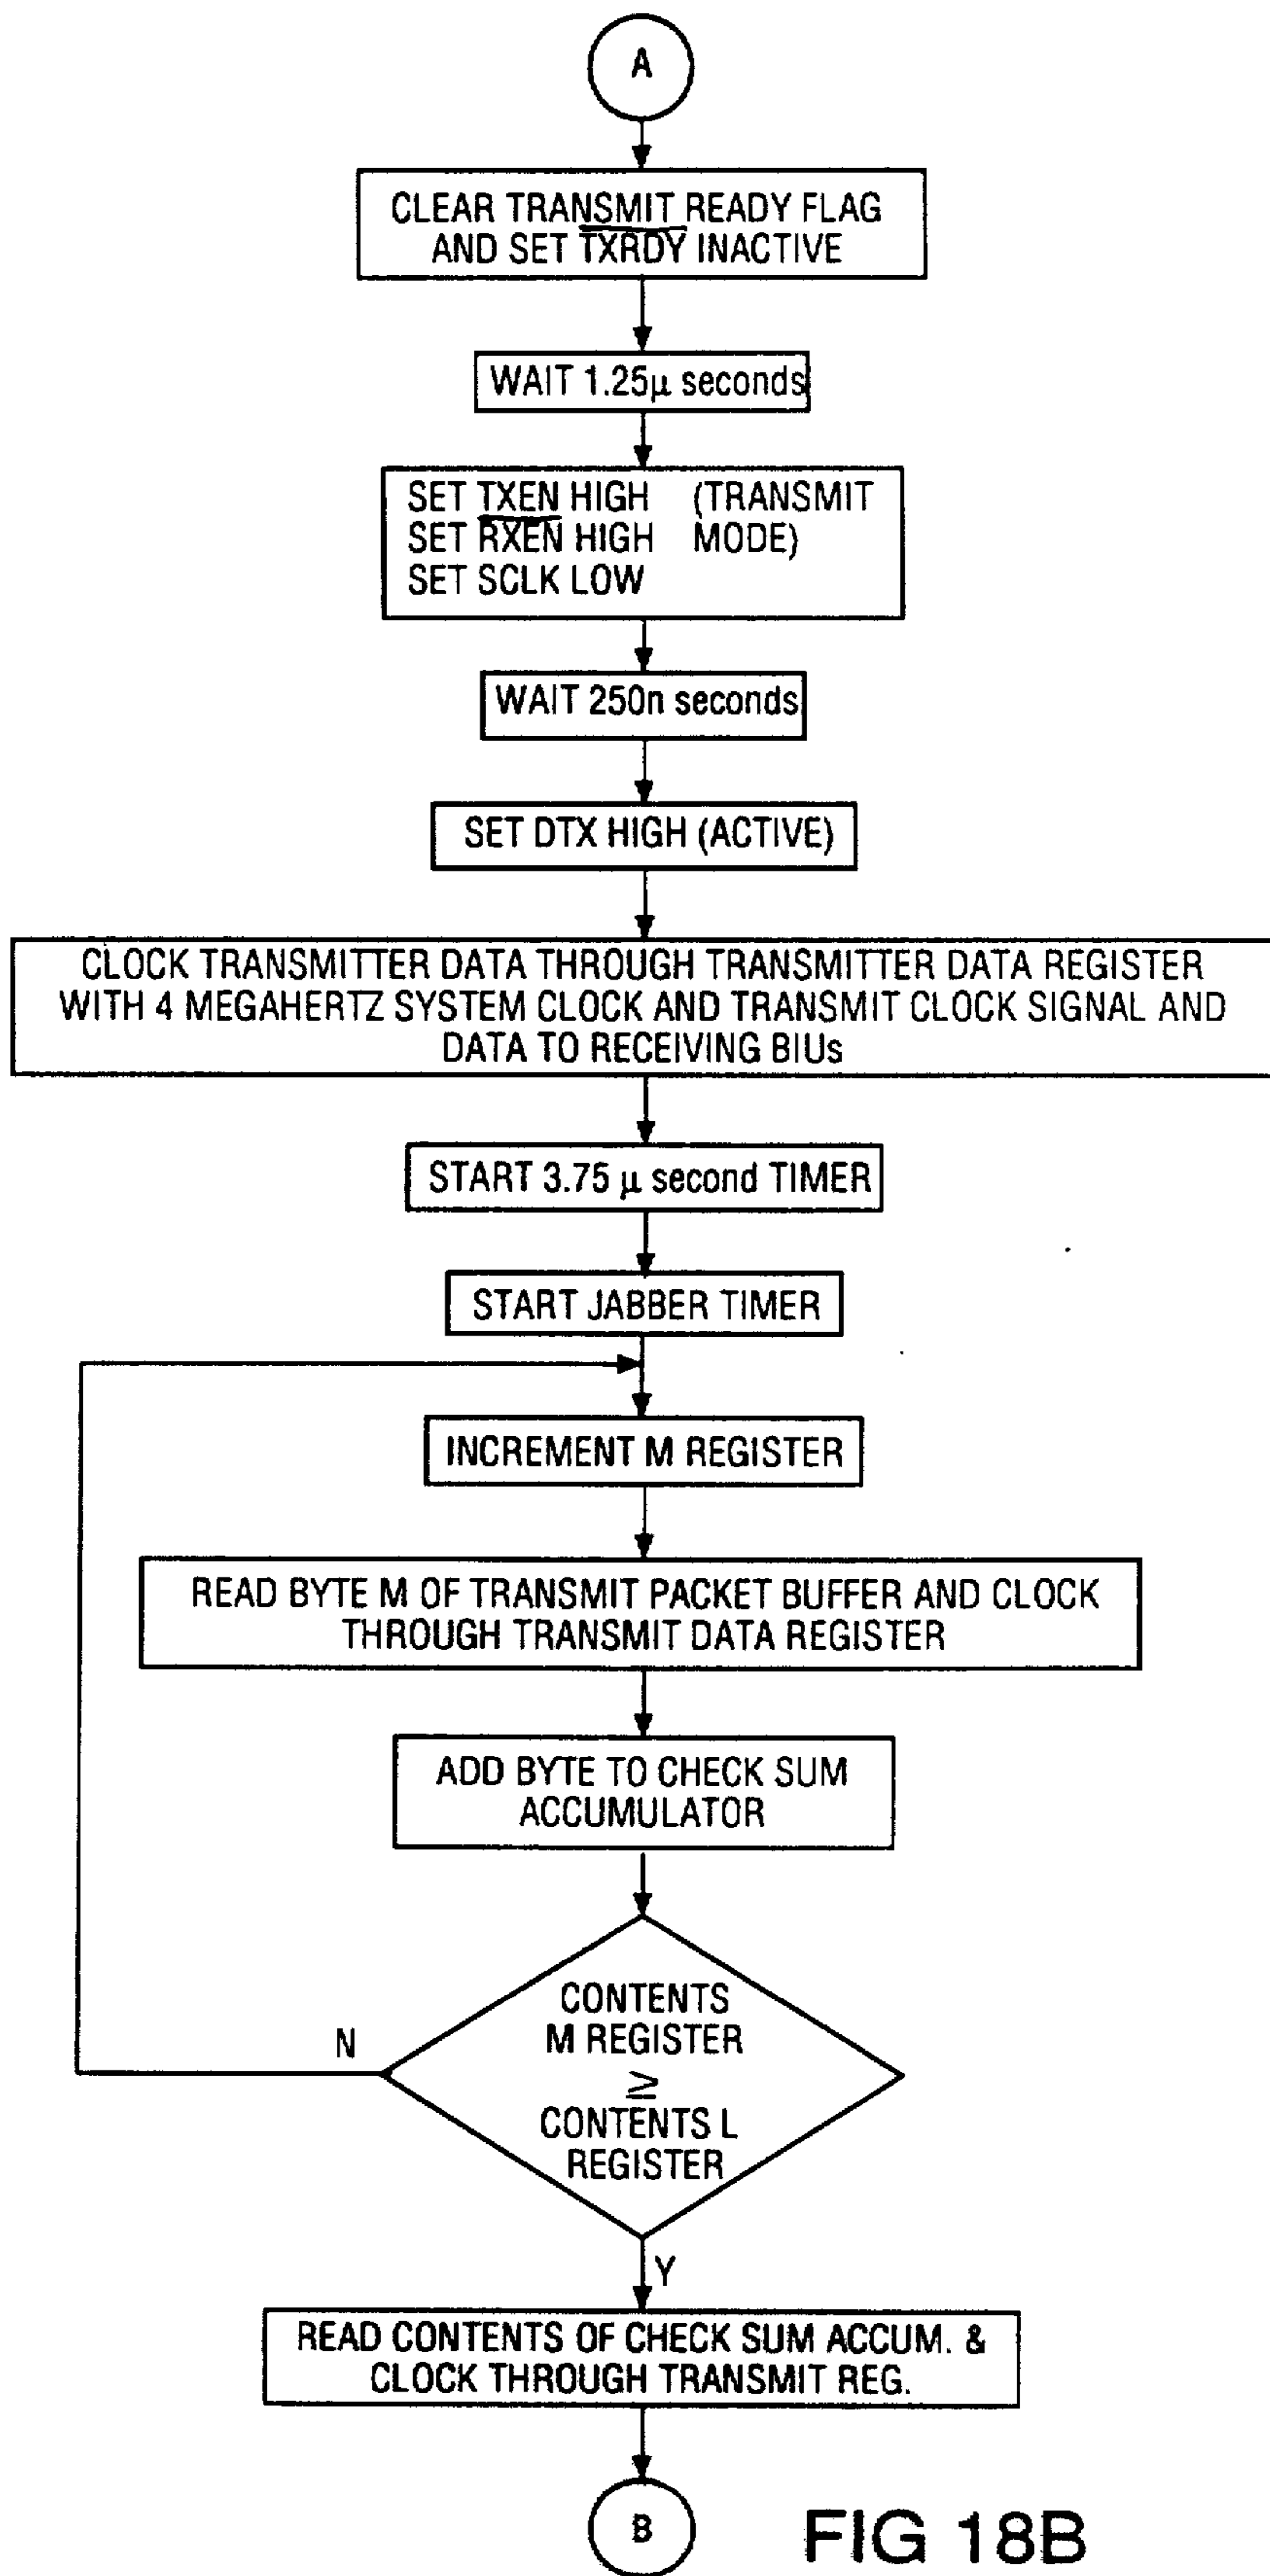 A
CLEAR TRANSMIT READY FLAG
AND SET T̅X̅R̅D̅Y̅ INACTIVE
WAIT 1.25μ seconds
SET TXEN HIGH (TRANSMIT
SET R̅X̅E̅N̅ HIGH MODE)
SET SCLK LOW
WAIT 250n seconds
SET DTX HIGH (ACTIVE)
CLOCK TRANSMITTER DATA THROUGH TRANSMITTER DATA REGISTER
WITH 4 MEGAHERTZ SYSTEM CLOCK AND TRANSMIT CLOCK SIGNAL AND
DATA TO RECEIVING BIUs
START 3.75 μ second TIMER
START JABBER TIMER
INCREMENT M REGISTER
READ BYTE M OF TRANSMIT PACKET BUFFER AND CLOCK
THROUGH TRANSMIT DATA REGISTER
ADD BYTE TO CHECK SUM
ACCUMULATOR
CONTENTS
M REGISTER
≥
CONTENTS L
REGISTER
N
Y
READ CONTENTS OF CHECK SUM ACCUM. &
CLOCK THROUGH TRANSMIT REG.
B
FIG 18B